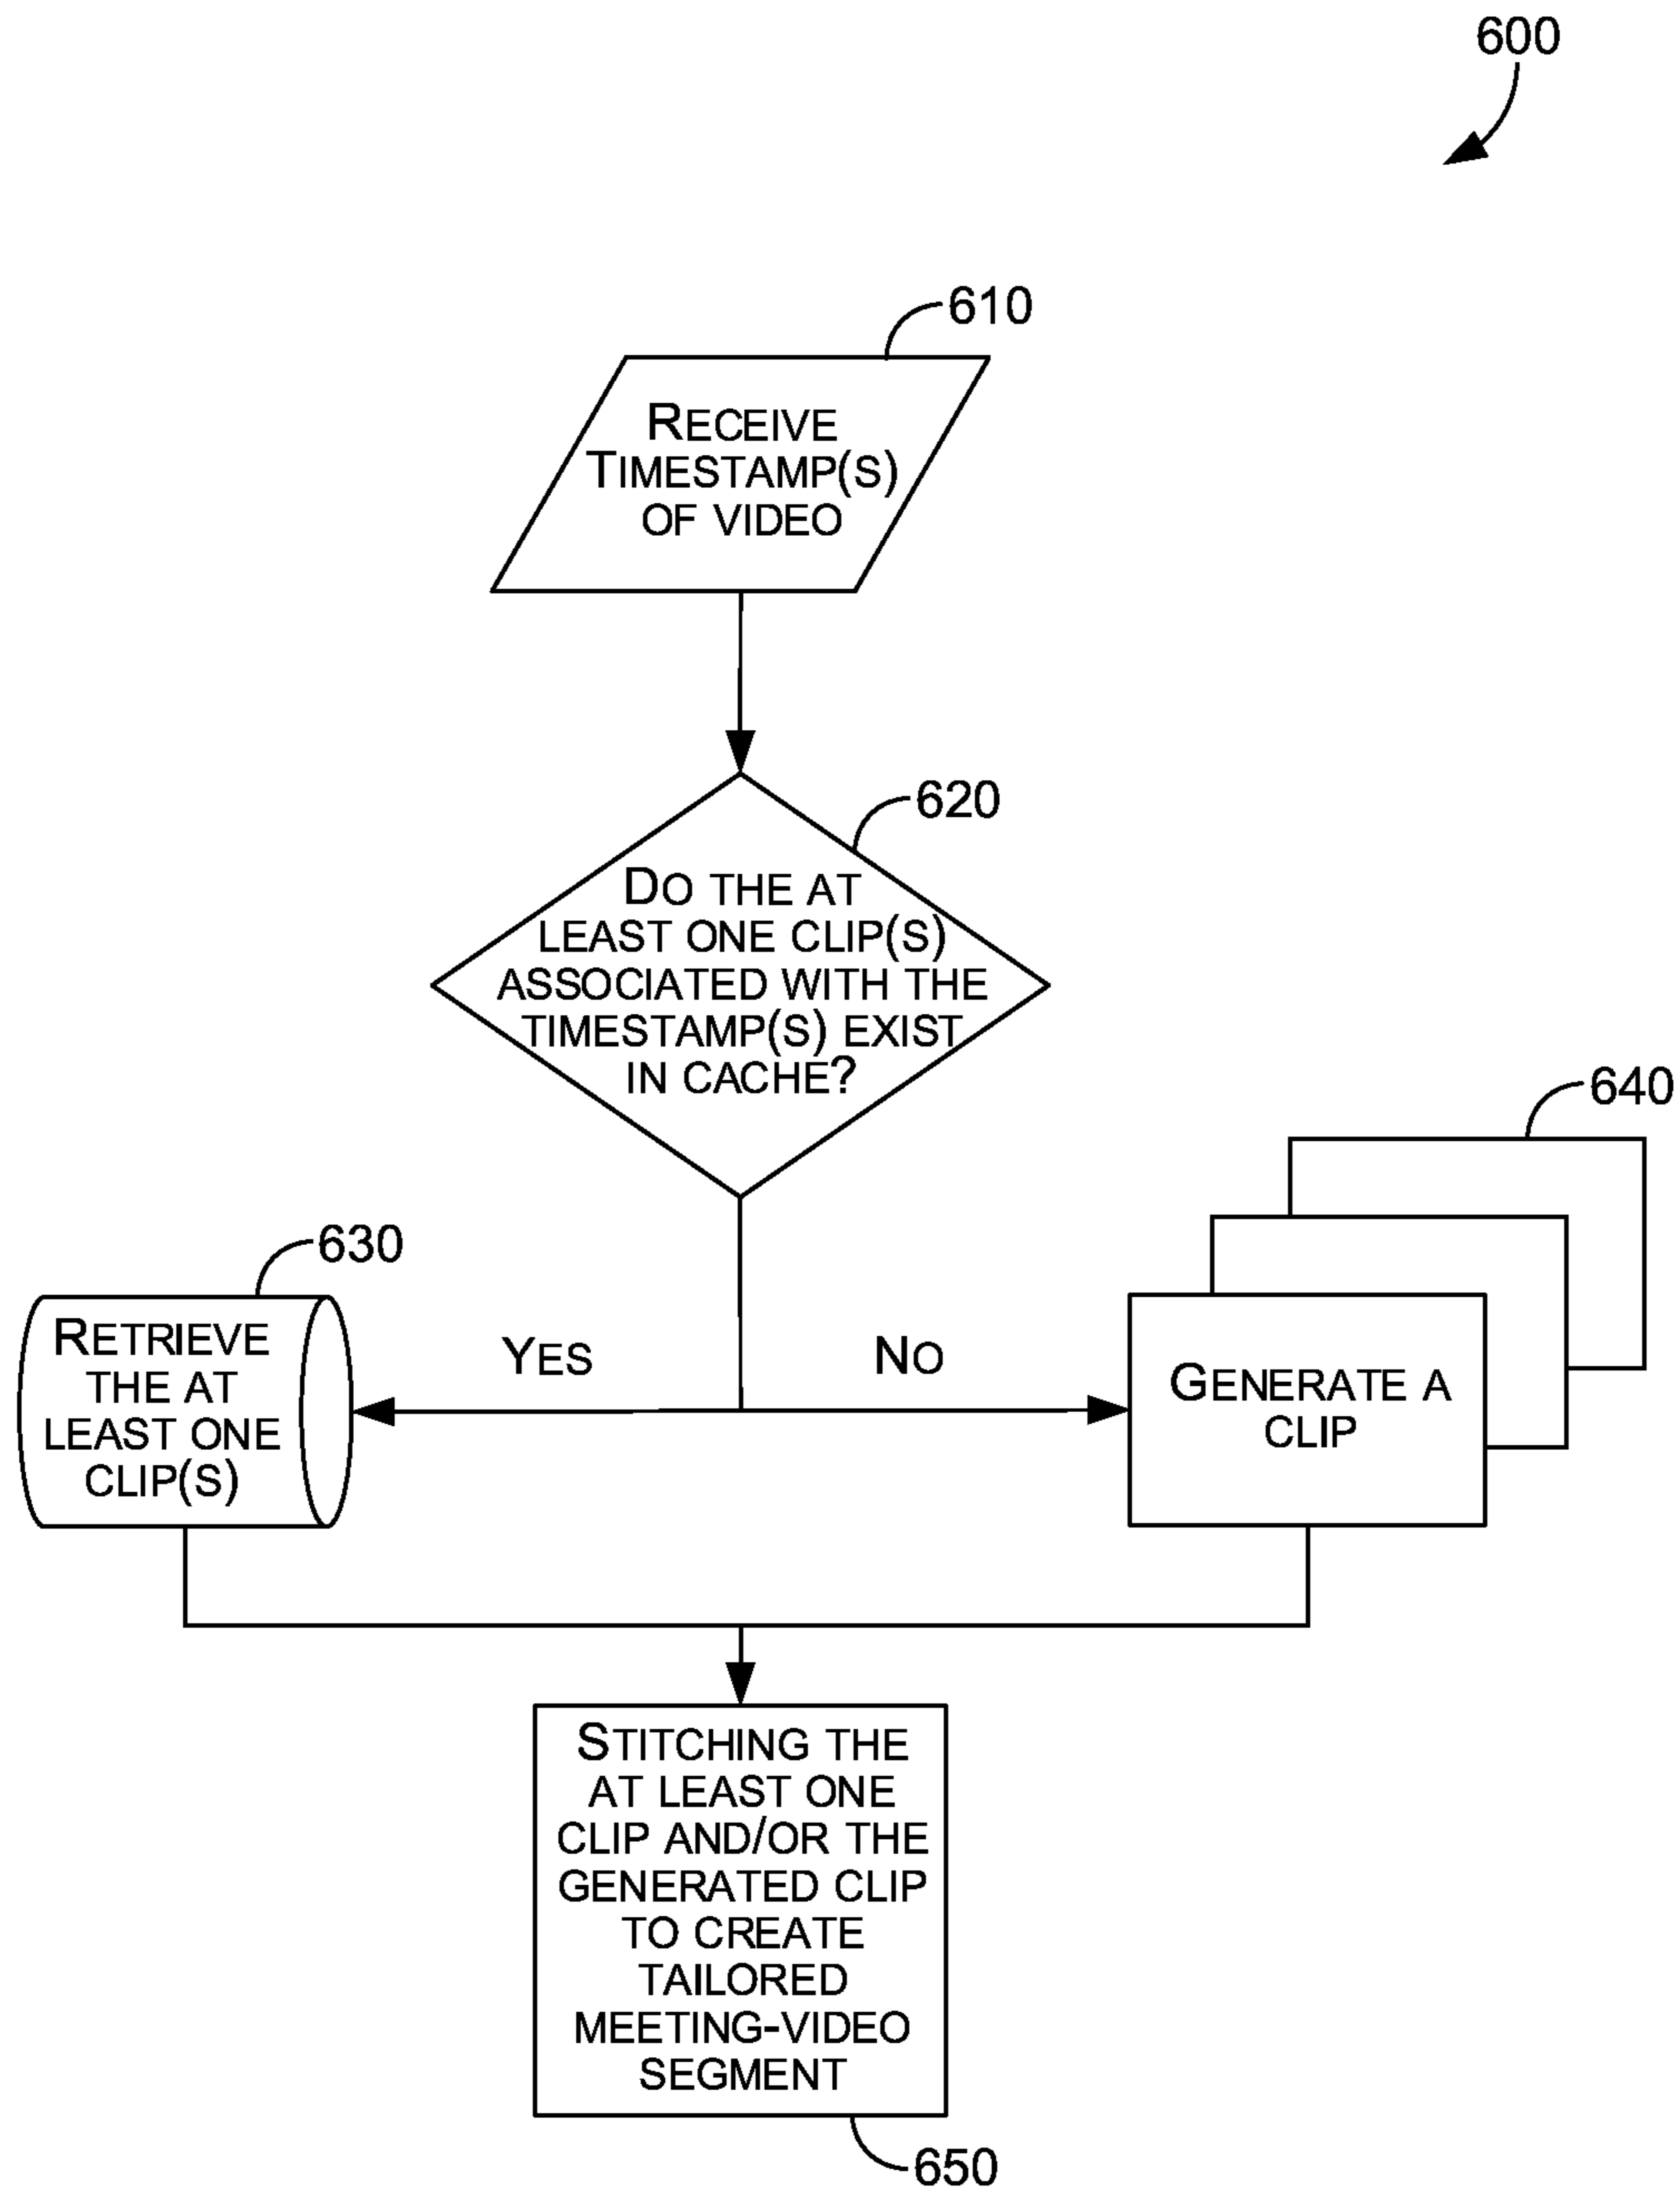 600
610
RECEIVE
TIMESTAMP(S)
OF VIDEO
620
DO THE AT
LEAST ONE CLIP(S)
ASSOCIATED WITH THE
TIMESTAMP(S) EXIST
IN CACHE?
640
630
RETRIEVE
THE AT
LEAST ONE
CLIP(S)
YES
NO
GENERATE A
CLIP
STITCHING THE
AT LEAST ONE
CLIP AND/OR THE
GENERATED CLIP
TO CREATE
TAILORED
MEETING-VIDEO
SEGMENT
650